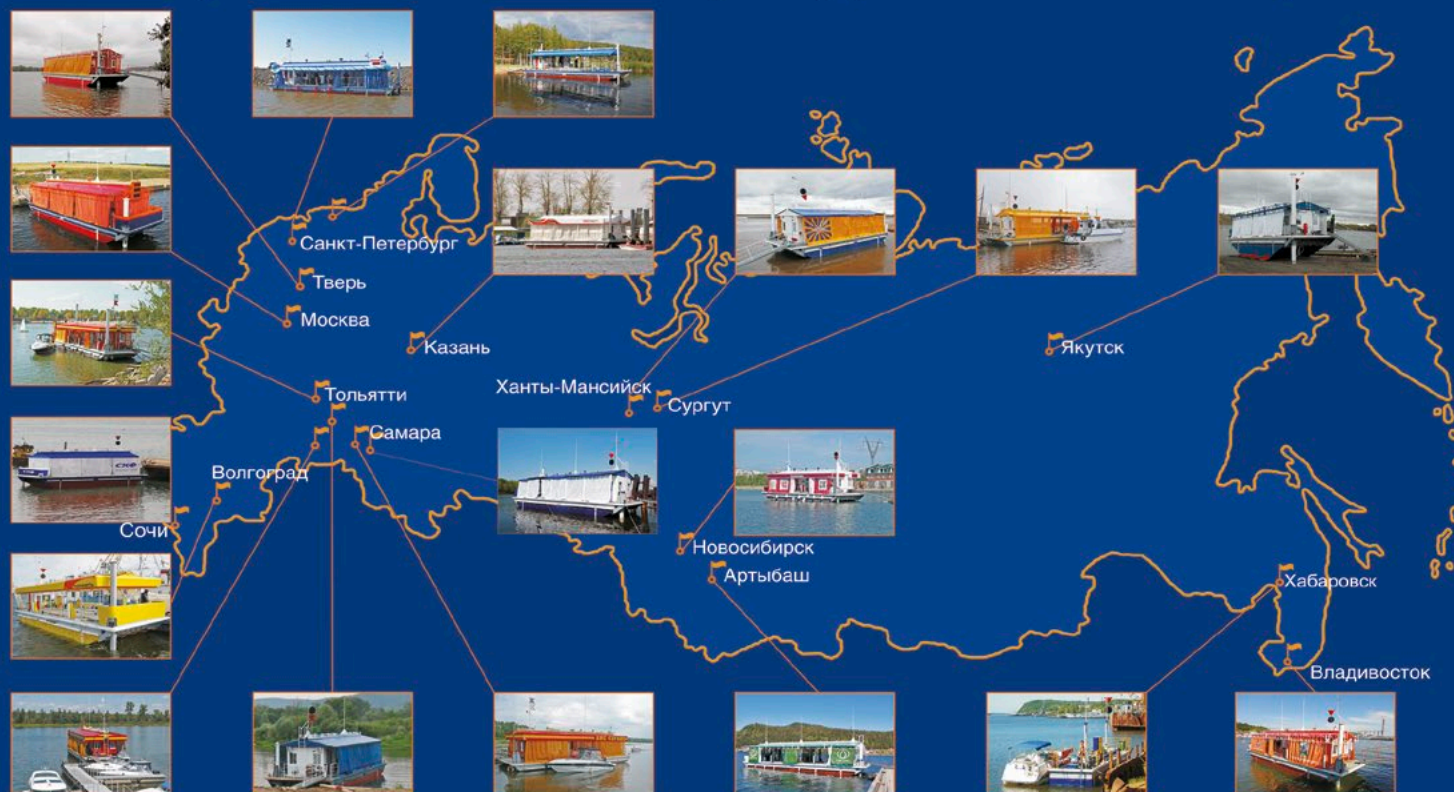 Санкт-Петербург
Тверь
Москва
Казань
Якутск
Ханты-Мансийск
Сургут
Тольятти
Самара
Волгоград
Сочи
Новосибирск
Артыбаш
Хабаровск
Владивосток